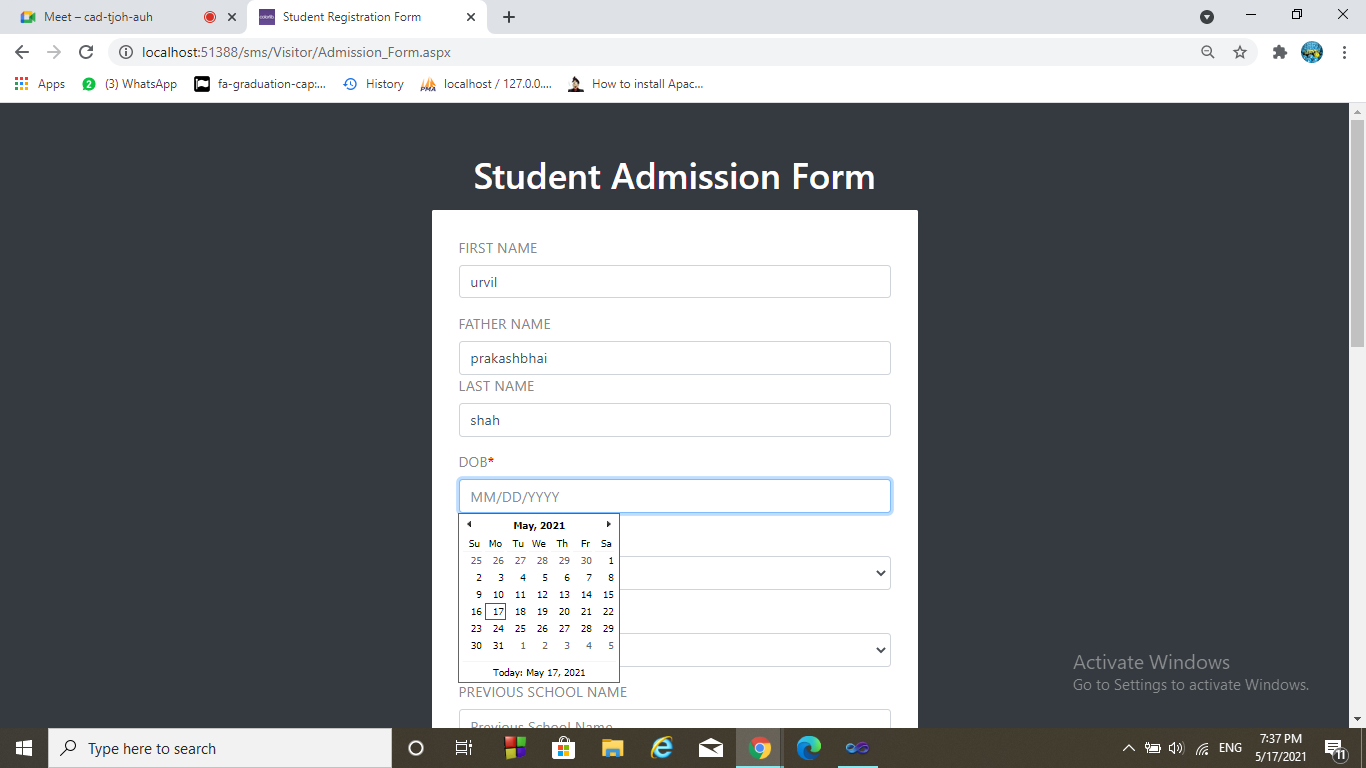 Meet – cad-tjoh-auh
Student Registration Form
localhost:51388/sms/Visitor/Admission_Form.aspx
Apps
2 (3) WhatsApp
fa-graduation-cap:...
History
PMA localhost / 127.0.0....
How to install Apac...
Student Admission Form
FIRST NAME
urvil
FATHER NAME
prakashbhai
LAST NAME
shah
DOB*
MM/DD/YYYY
May, 2021
Su Mo Tu We Th Fr Sa
25 26 27 28 29 30 1
2 3 4 5 6 7 8
9 10 11 12 13 14 15
16 17 18 19 20 21 22
23 24 25 26 27 28 29
30 31 1 2 3 4 5
Today: May 17, 2021
PREVIOUS SCHOOL NAME
Previous School Name
Activate Windows
Go to Settings to activate Windows.
Type here to search
ENG
7:37 PM
5/17/2021
11